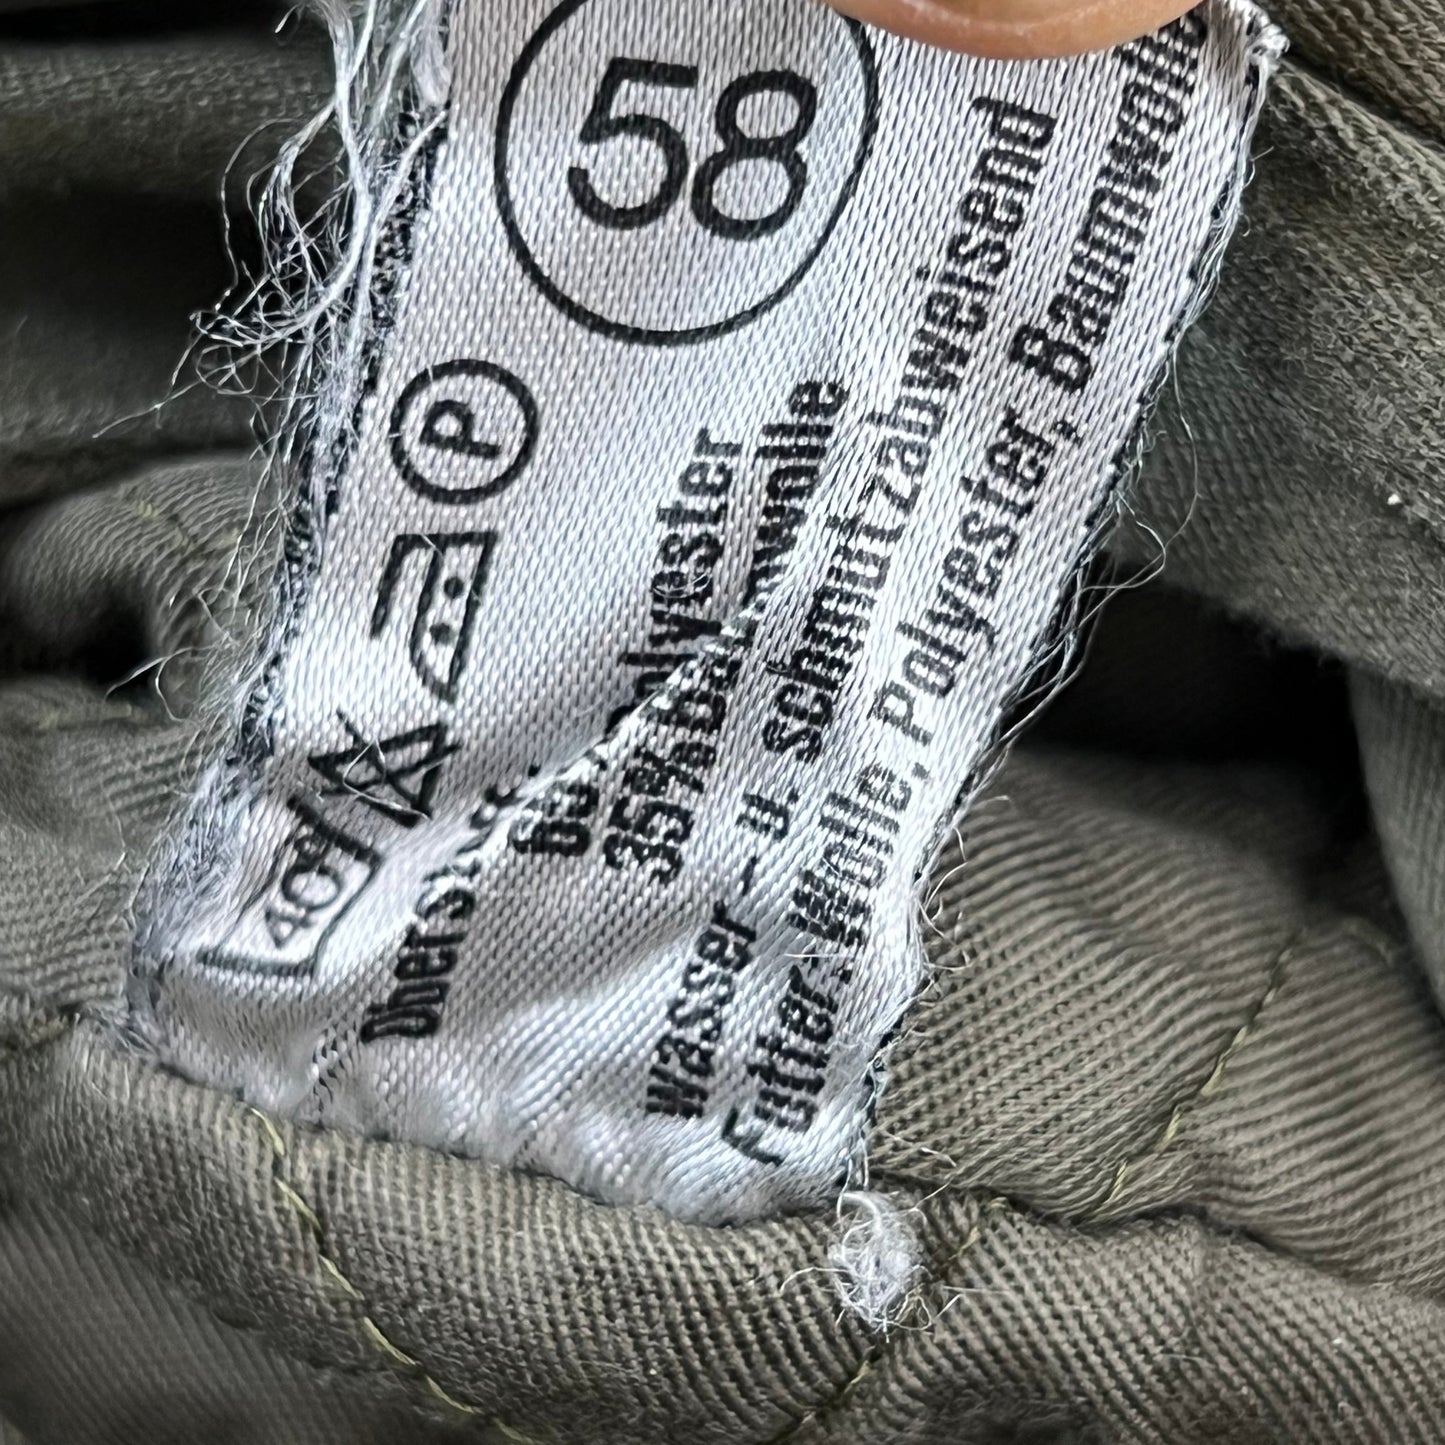 58
P
40°
Oberstoff
65% Polyester
35% Baumwolle
wasser - u. schmutzabweisend
Futter: Wolle, Polyester, Baumwolle